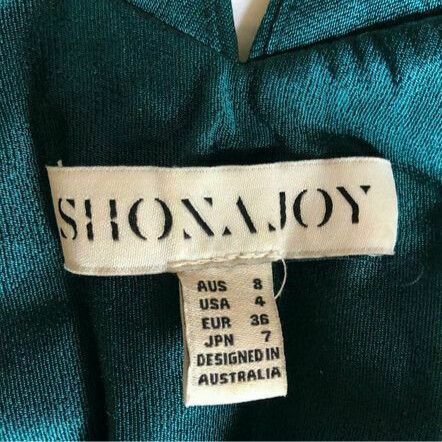 SHONA JOY
AUS 8
USA 4
EUR 36
JPN 7
DESIGNED IN
AUSTRALIA